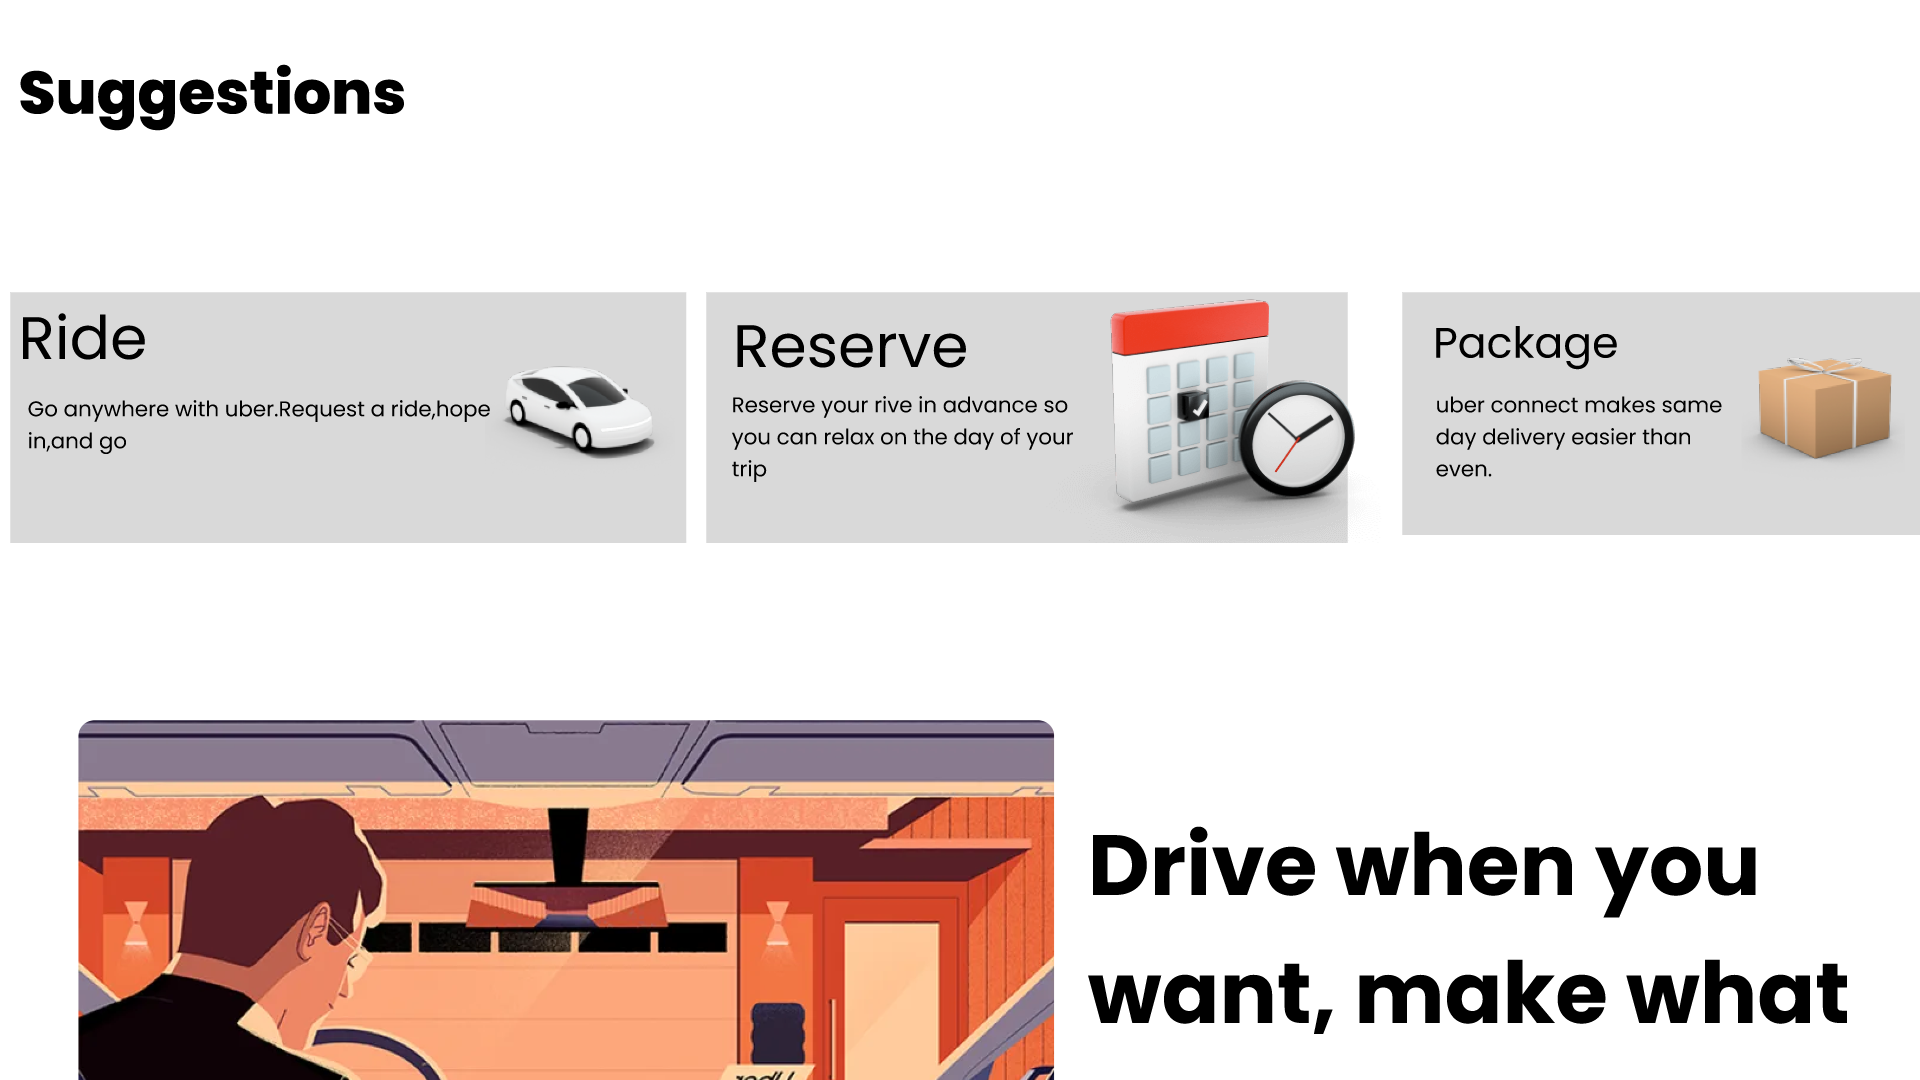 Suggestions
Ride
Go anywhere with uber.Request a ride,hope
in,and go
Reserve
Reserve your rive in advance so
you can relax on the day of your
trip
Package
uber connect makes same
day delivery easier than
even.
Drive when you
want, make what